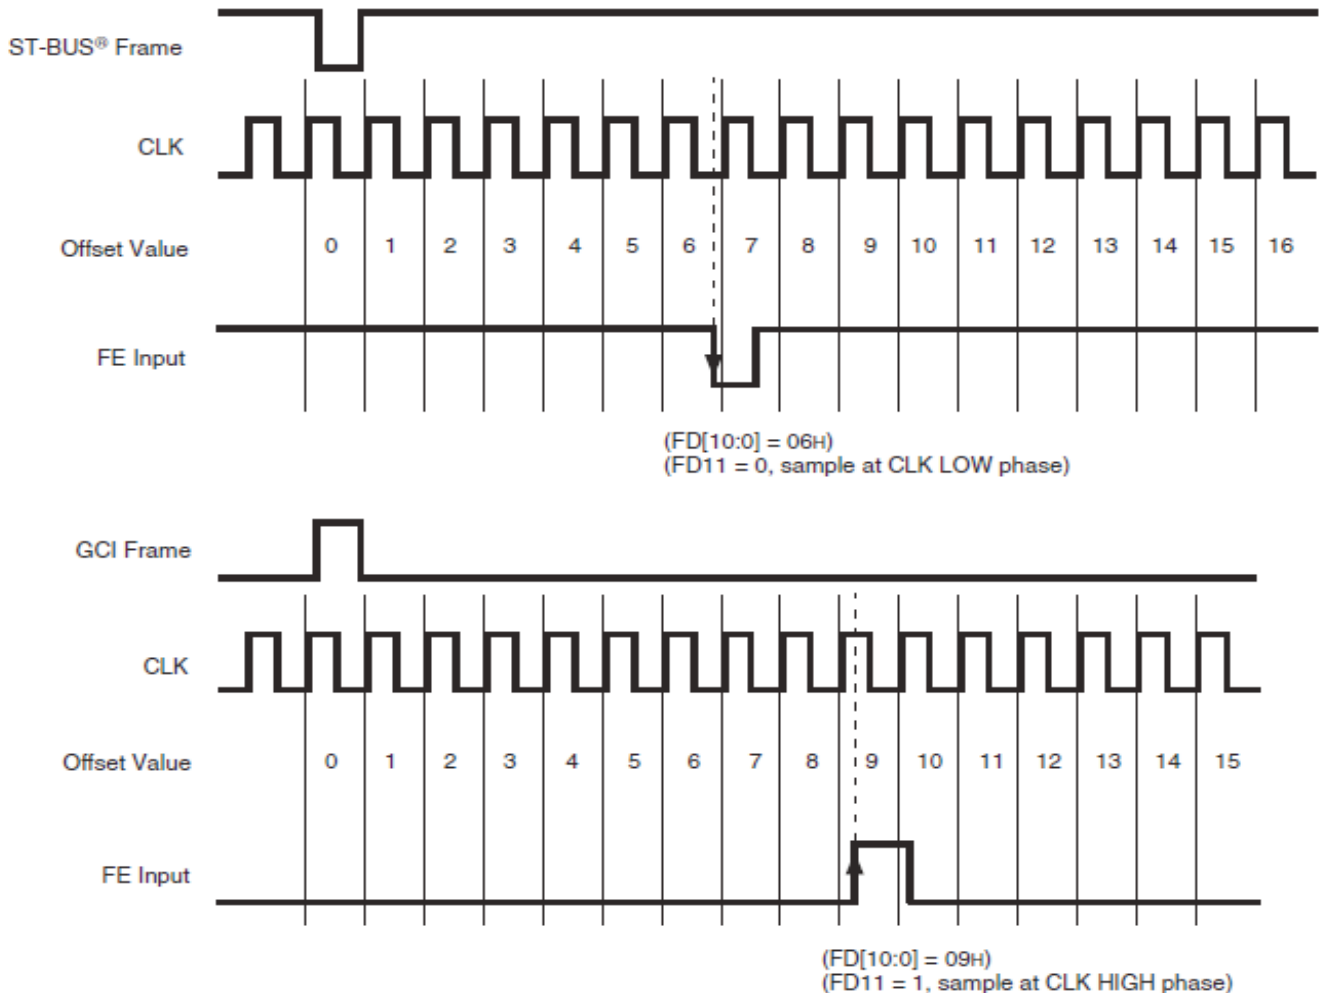 ST-BUS® Frame
CLK
Offset Value 0 1 2 3 4 5 6 7 8 9 10 11 12 13 14 15 16
FE Input
(FD[10:0] = 06H)
(FD11 = 0, sample at CLK LOW phase)
GCI Frame
CLK
Offset Value 0 1 2 3 4 5 6 7 8 9 10 11 12 13 14 15
FE Input
(FD[10:0] = 09H)
(FD11 = 1, sample at CLK HIGH phase)